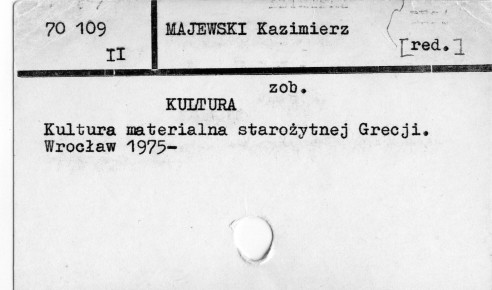 70 109
II
MAJEWSKI Kazimierz
[red.]
zob.
KULTURA
Kultura materialna starożytnej Grecji.
Wrocław 1975-